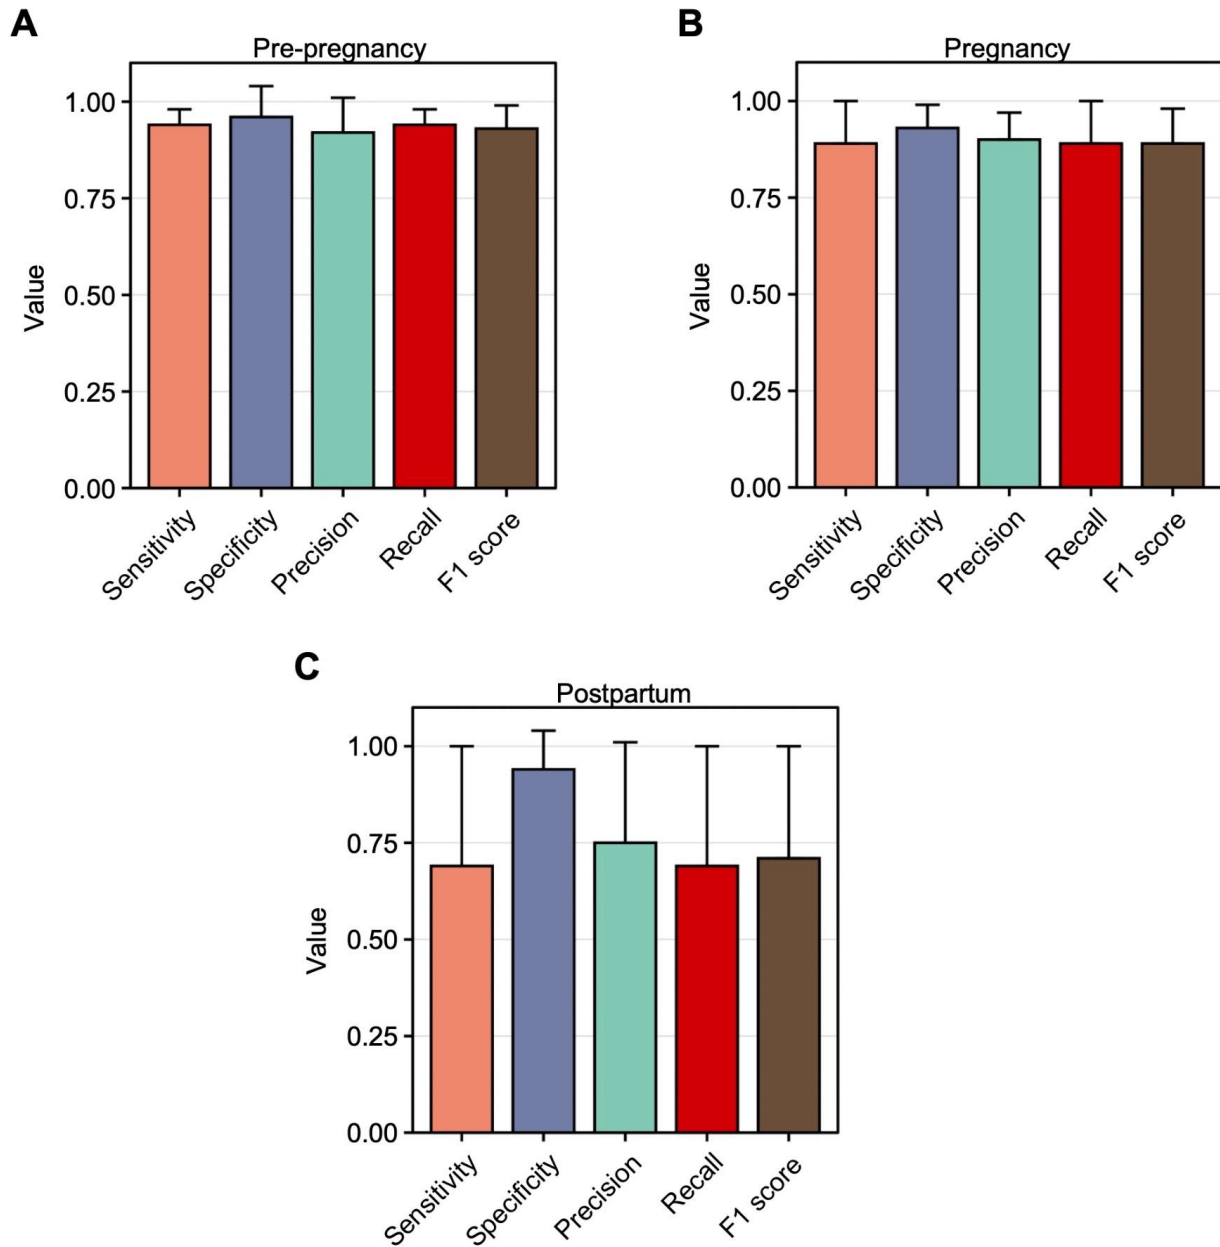 A
Pre-pregnancy
1.00
0.75
0.50
0.25
0.00
Value
Sensitivity
Specificity
Precision
Recall
F1 score
B
Pregnancy
1.00
0.75
0.50
0.25
0.00
Value
Sensitivity
Specificity
Precision
Recall
F1 score
C
Postpartum
1.00
0.75
0.50
0.25
0.00
Value
Sensitivity
Specificity
Precision
Recall
F1 score